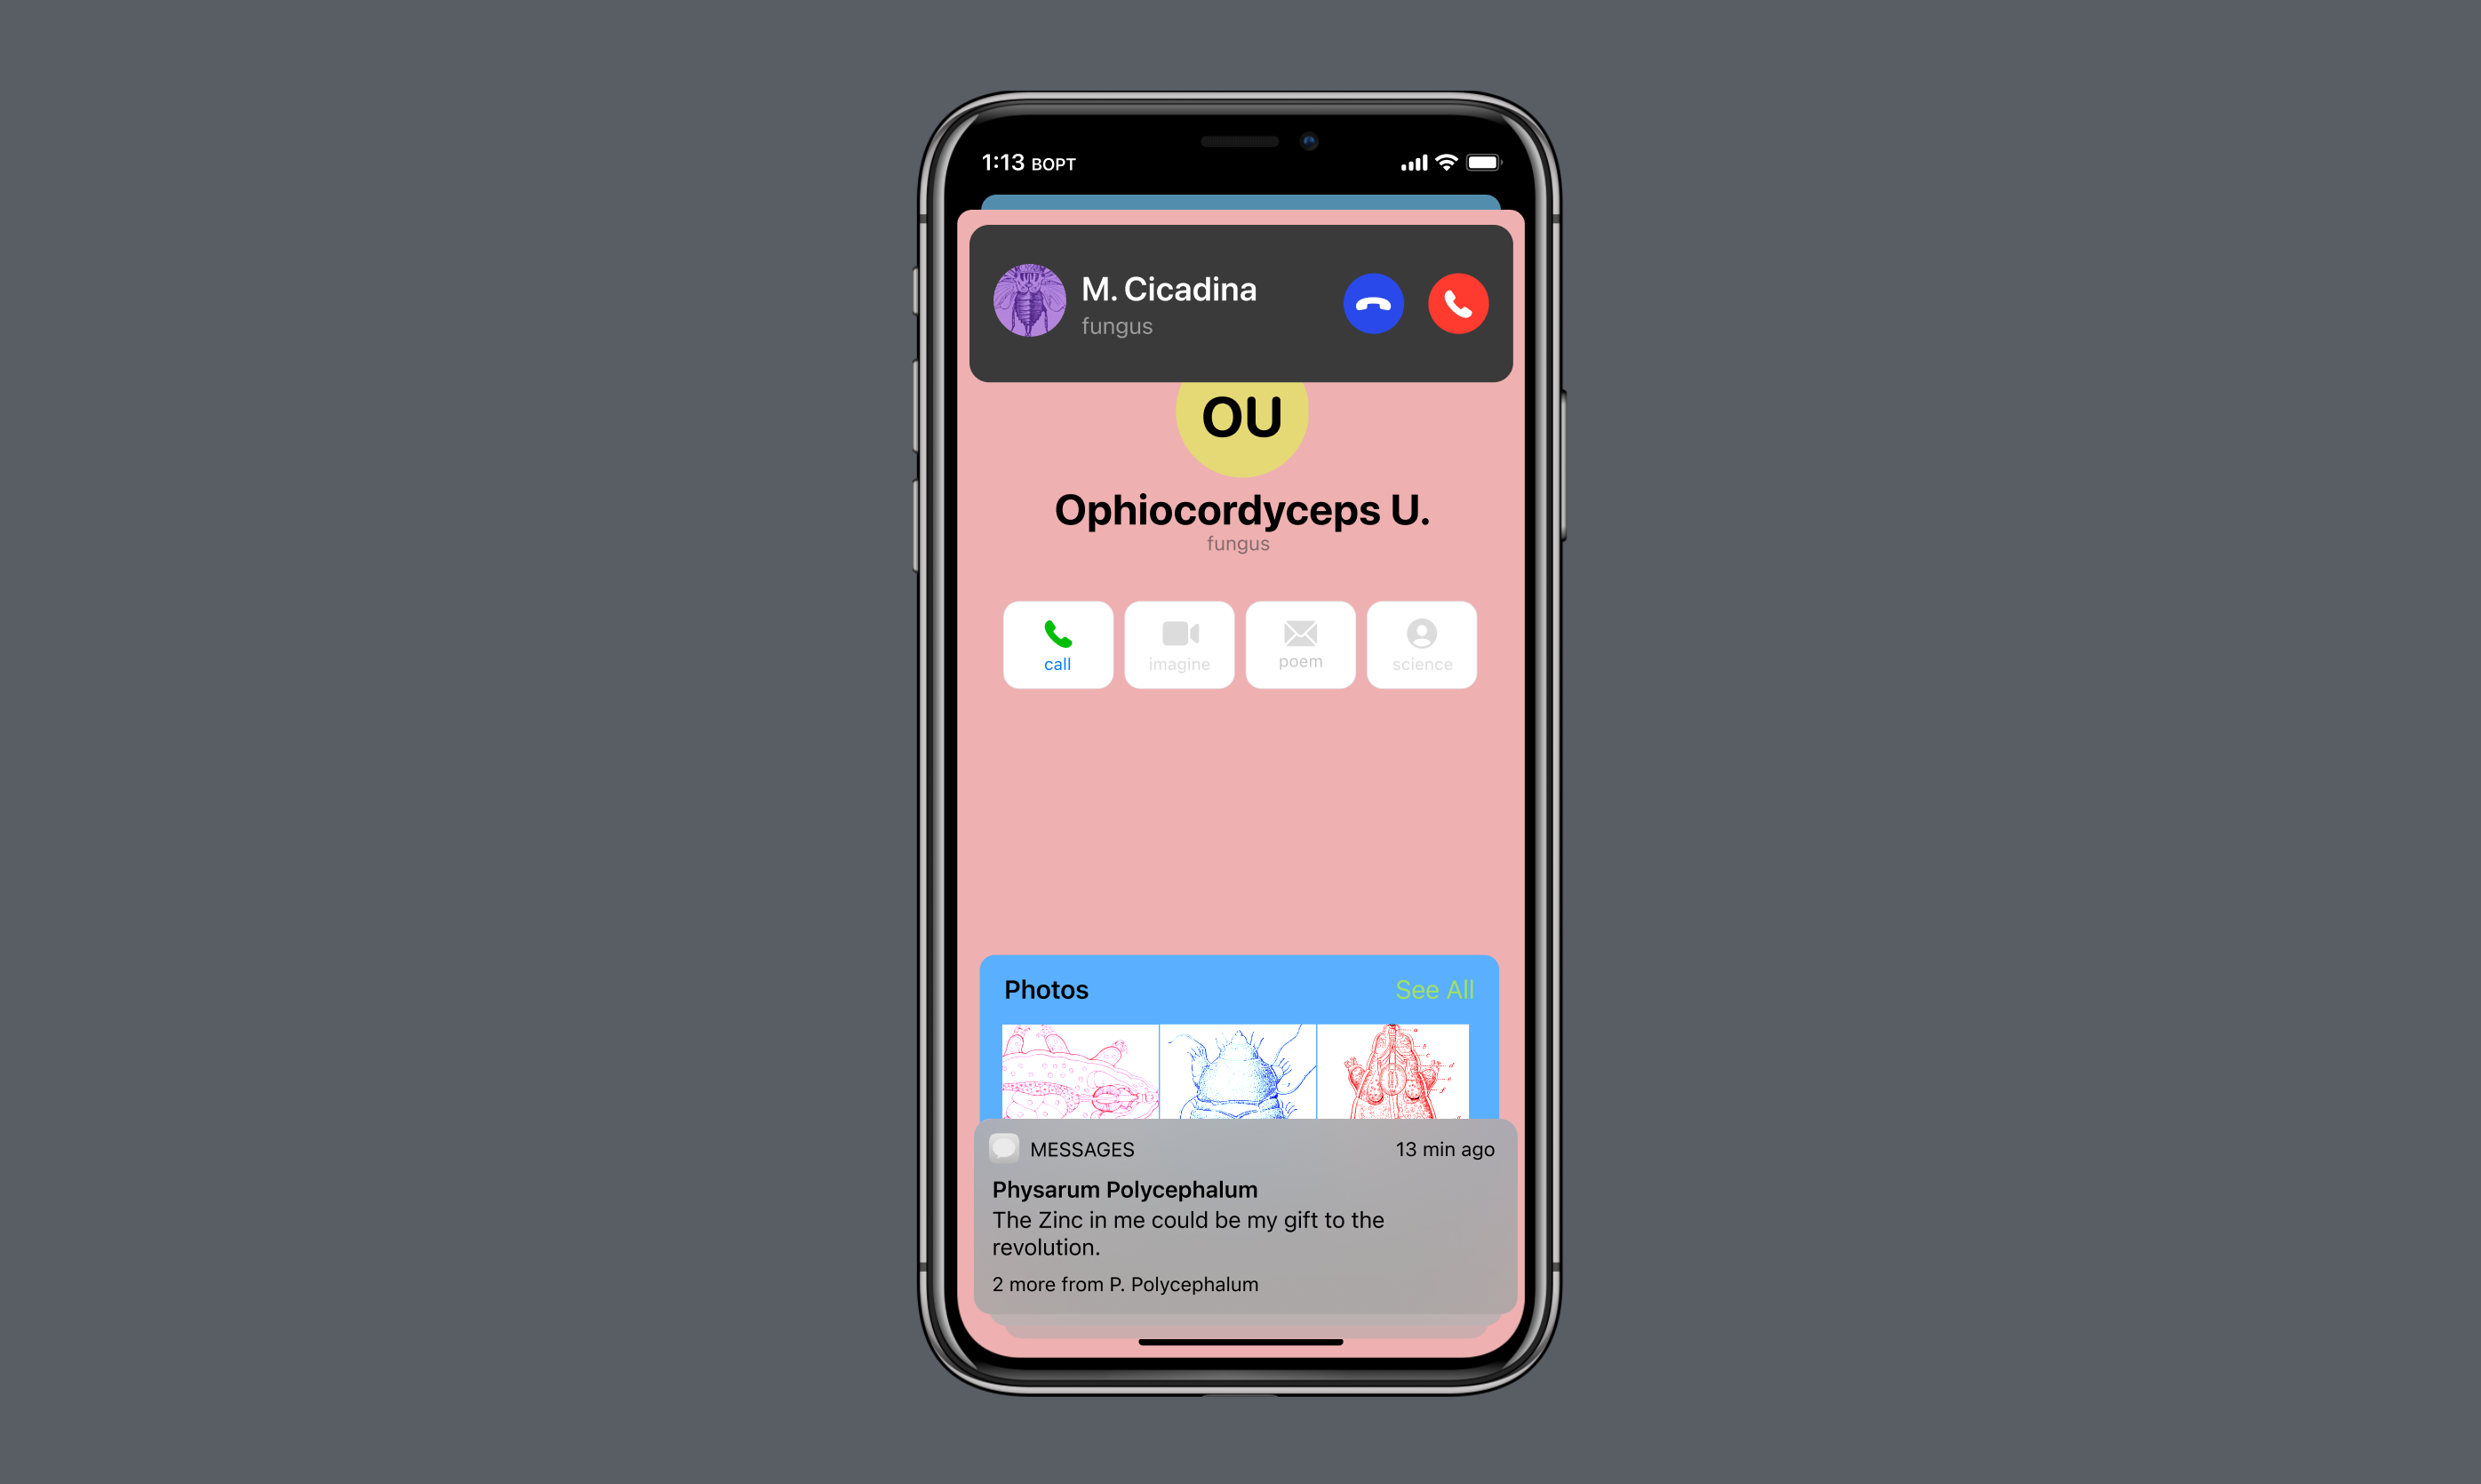 1:13 BOPT
M. Cicadina
fungus
OU
Ophiocordyceps U.
fungus
call imagine poem science
Photos See All
MESSAGES 13 min ago
Physarum Polycephalum
The Zinc in me could be my gift to the
revolution.
2 more from P. Polycephalum